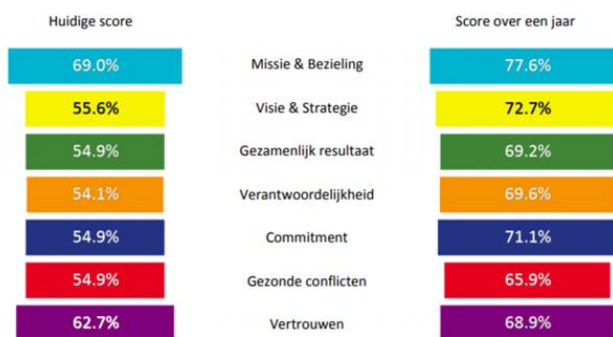 Huidige score Score over een jaar
69.0% Missie & Bezieling 77.6%
55.6% Visie & Strategie 72.7%
54.9% Gezamenlijk resultaat 69.2%
54.1% Verantwoordelijkheid 69.6%
54.9% Commitment 71.1%
54.9% Gezonde conflicten 65.9%
62.7% Vertrouwen 68.9%